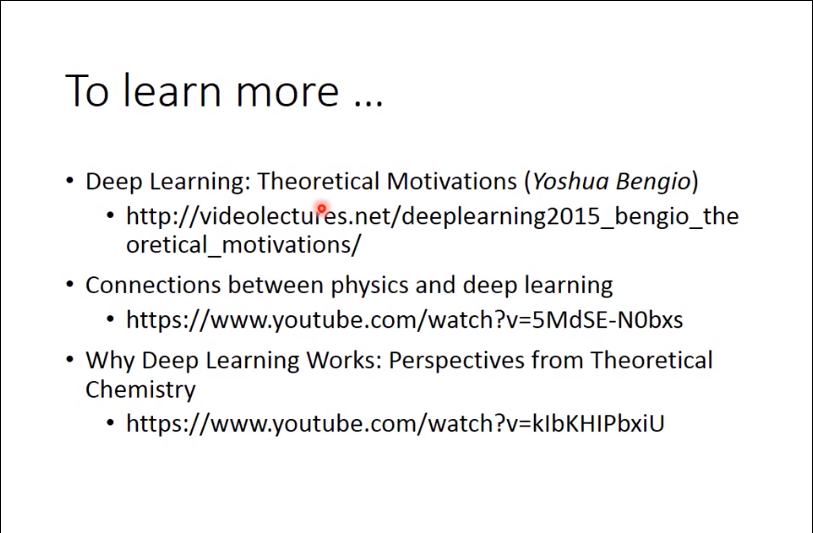 To learn more …
• Deep Learning: Theoretical Motivations (Yoshua Bengio)
• http://videolectures.net/deeplearning2015_bengio_the
oretical_motivations/
• Connections between physics and deep learning
• https://www.youtube.com/watch?v=5MdSE-N0bxs
• Why Deep Learning Works: Perspectives from Theoretical
Chemistry
• https://www.youtube.com/watch?v=kIbKHIPbxiU